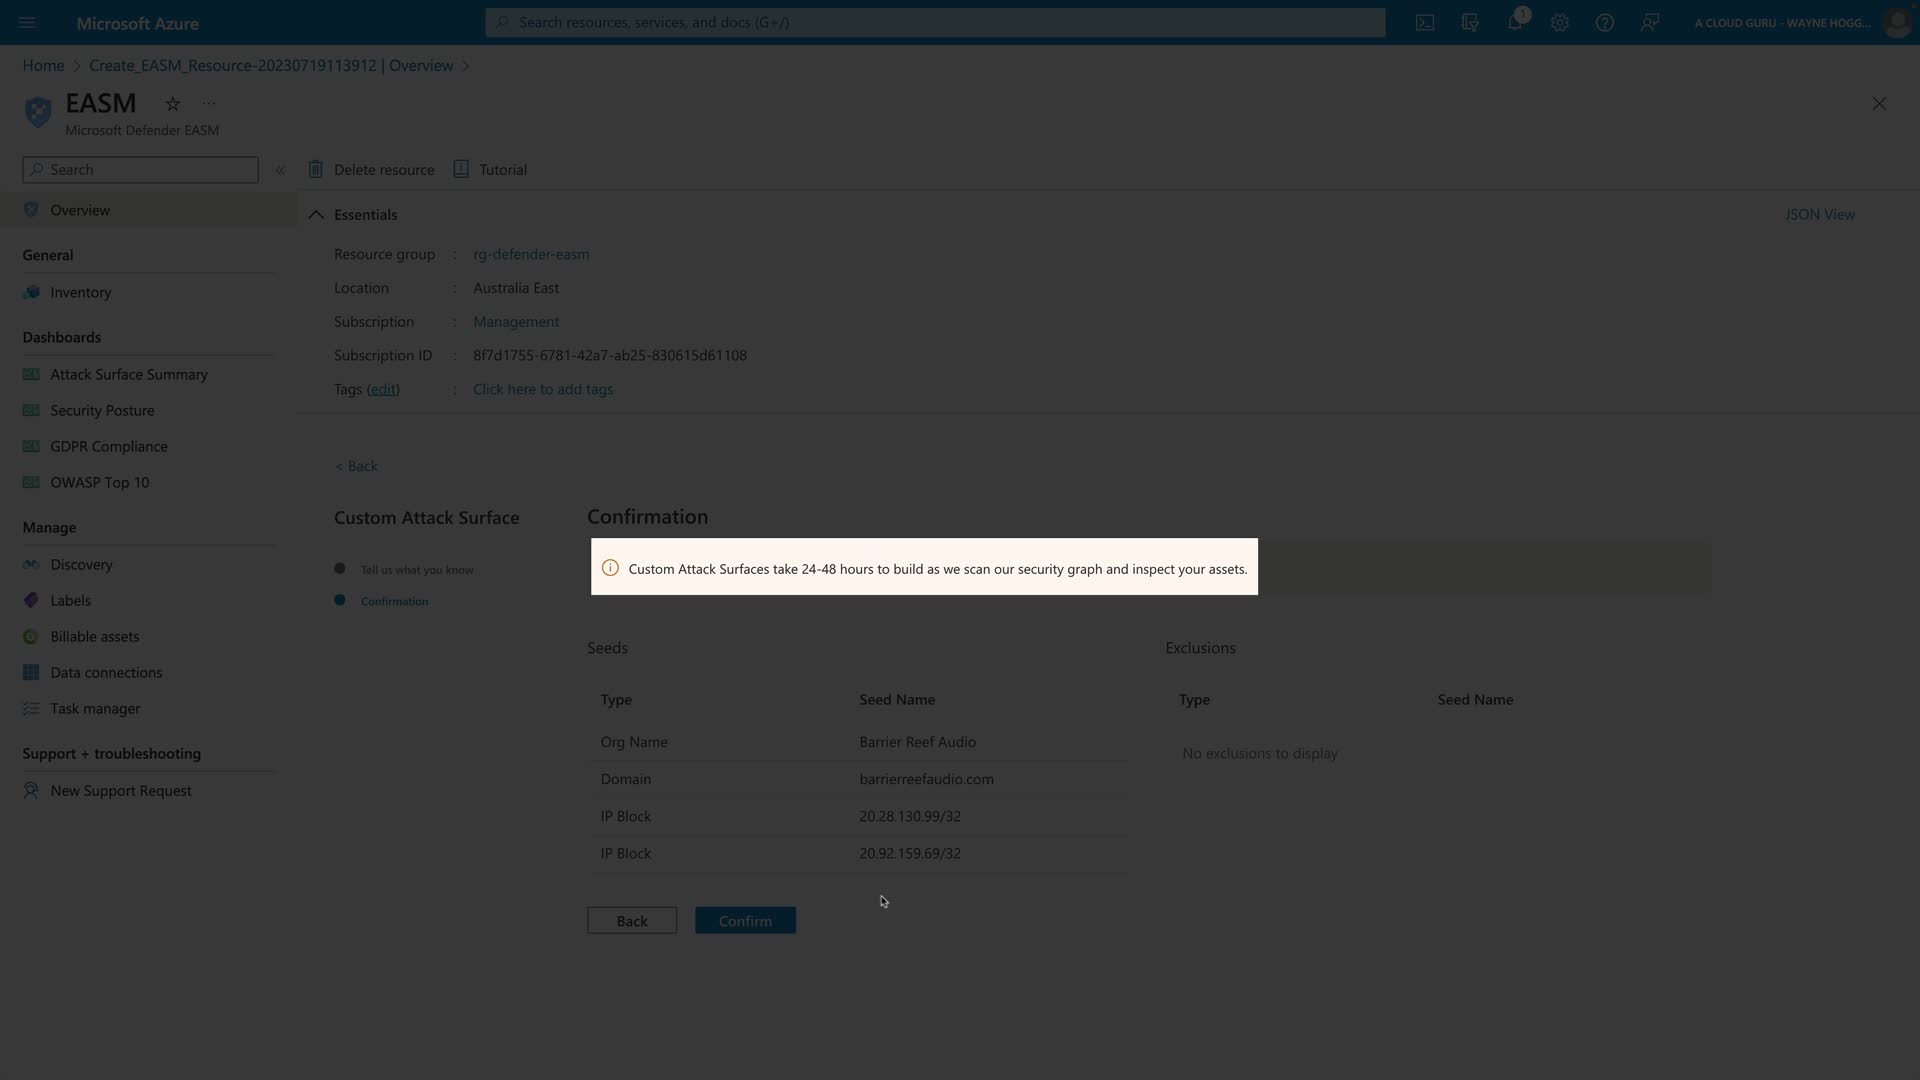 Microsoft Azure
Search resources, services, and docs (G+/)
1
A CLOUD GURU - WAYNE HOGG...
Home > Create_EASM_Resource-20230719113912 | Overview >
EASM
...
Microsoft Defender EASM
Search
«
Delete resource
Tutorial
Overview
General
Inventory
Dashboards
Attack Surface Summary
Security Posture
GDPR Compliance
OWASP Top 10
Manage
Discovery
Labels
Billable assets
Data connections
Task manager
Support + troubleshooting
New Support Request
Essentials
JSON View
Resource group : rg-defender-easm
Location : Australia East
Subscription : Management
Subscription ID : 8f7d1755-6781-42a7-ab25-830615d61108
Tags (edit) : Click here to add tags
< Back
Custom Attack Surface
Tell us what you know
Confirmation
Confirmation
Custom Attack Surfaces take 24-48 hours to build as we scan our security graph and inspect your assets.
Seeds
Type Seed Name
Org Name Barrier Reef Audio
Domain barrierreefaudio.com
IP Block 20.28.130.99/32
IP Block 20.92.159.69/32
Exclusions
Type Seed Name
No exclusions to display
Back
Confirm